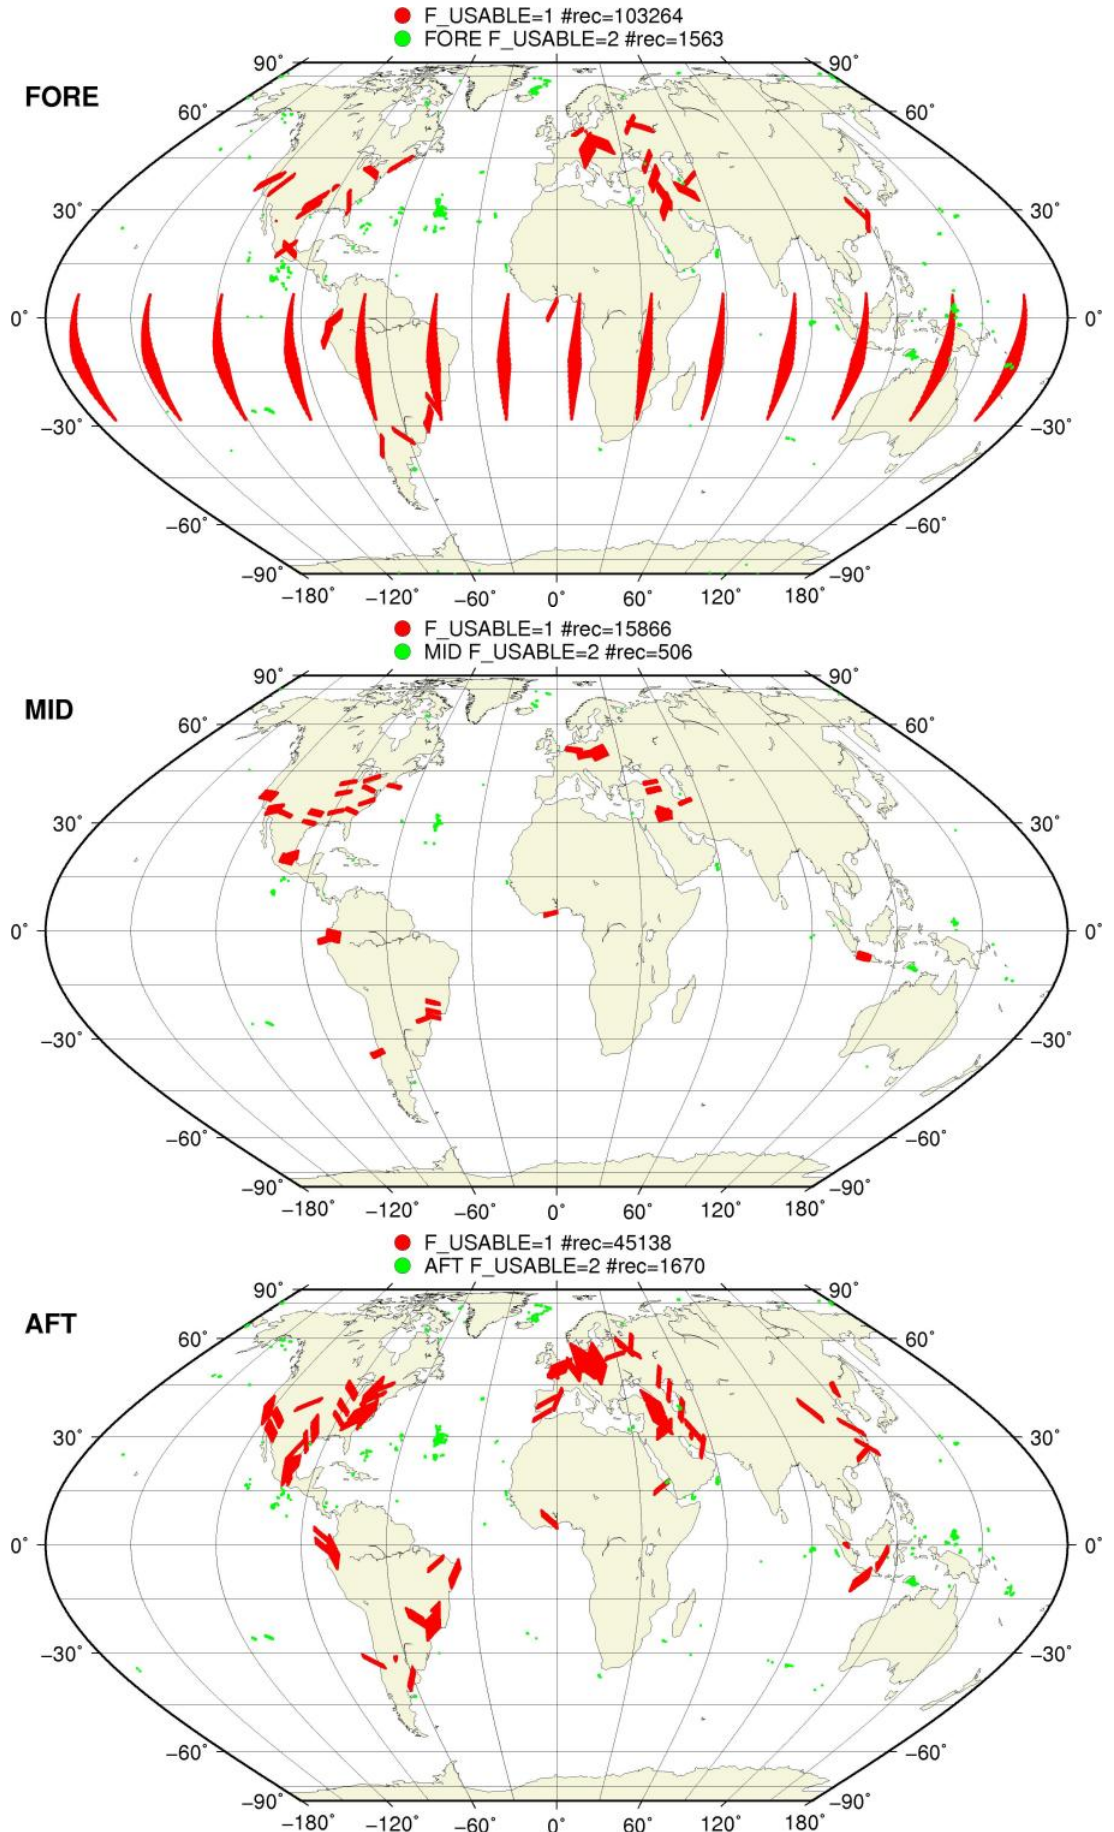 F_USABLE=1 #rec=103264
FORE F_USABLE=2 #rec=1563
FORE
90° 90°
60° 60°
30° 30°
0° 0°
−30° −30°
−60° −60°
−90° −90°
−180° −120° −60° 0° 60° 120° 180°
F_USABLE=1 #rec=15866
MID F_USABLE=2 #rec=506
MID
90° 90°
60° 60°
30° 30°
0° 0°
−30° −30°
−60° −60°
−90° −90°
−180° −120° −60° 0° 60° 120° 180°
F_USABLE=1 #rec=45138
AFT F_USABLE=2 #rec=1670
AFT
90° 90°
60° 60°
30° 30°
0° 0°
−30° −30°
−60° −60°
−90° −90°
−180° −120° −60° 0° 60° 120° 180°